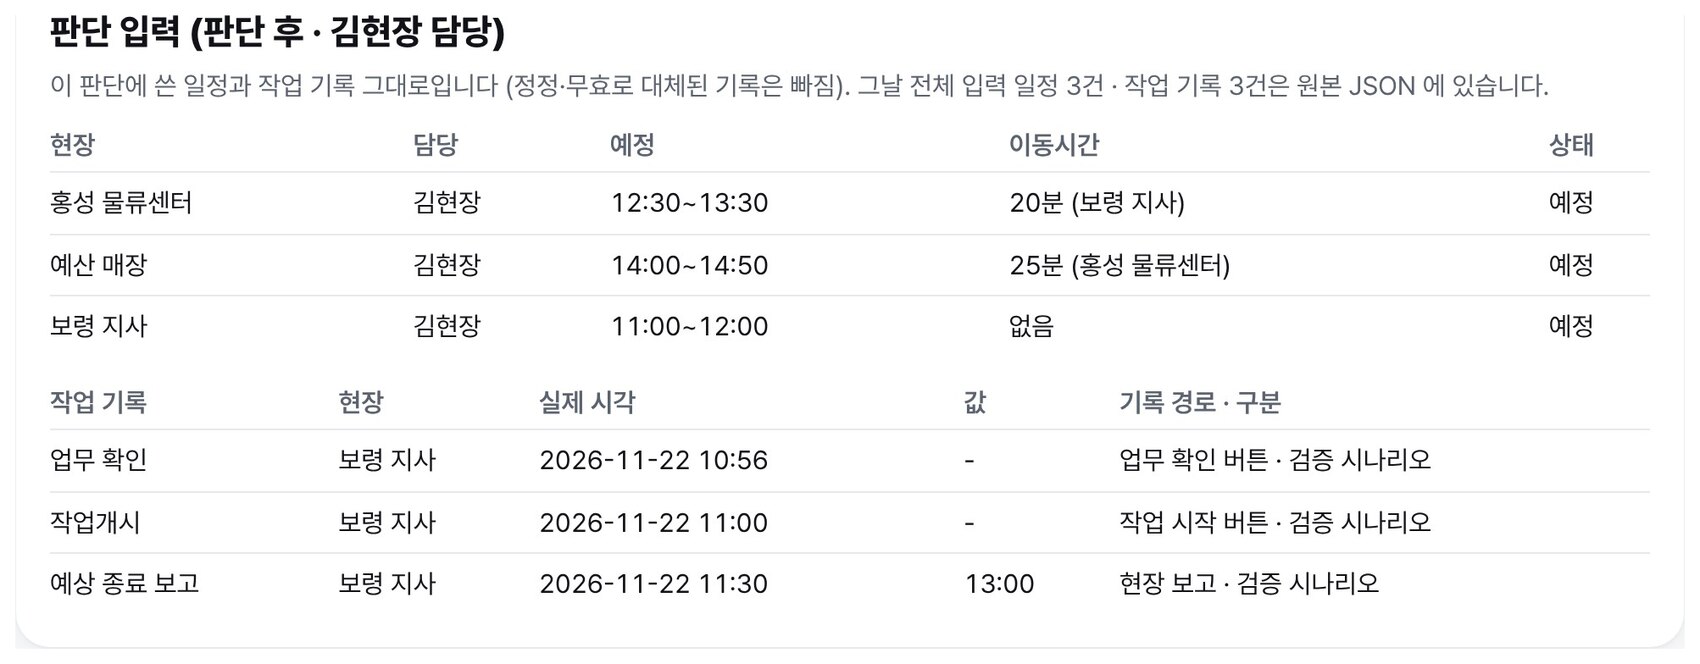 판단 입력 (판단 후 · 김현장 담당)
이 판단에 쓴 일정과 작업 기록 그대로입니다 (정정·무효로 대체된 기록은 빠짐). 그날 전체 입력 일정 3건 · 작업 기록 3건은 원본 JSON 에 있습니다.
현장 담당 예정 이동시간 상태
홍성 물류센터 김현장 12:30~13:30 20분 (보령 지사) 예정
예산 매장 김현장 14:00~14:50 25분 (홍성 물류센터) 예정
보령 지사 김현장 11:00~12:00 없음 예정
작업 기록 현장 실제 시각 값 기록 경로 · 구분
업무 확인 보령 지사 2026-11-22 10:56 - 업무 확인 버튼 · 검증 시나리오
작업개시 보령 지사 2026-11-22 11:00 - 작업 시작 버튼 · 검증 시나리오
예상 종료 보고 보령 지사 2026-11-22 11:30 13:00 현장 보고 · 검증 시나리오